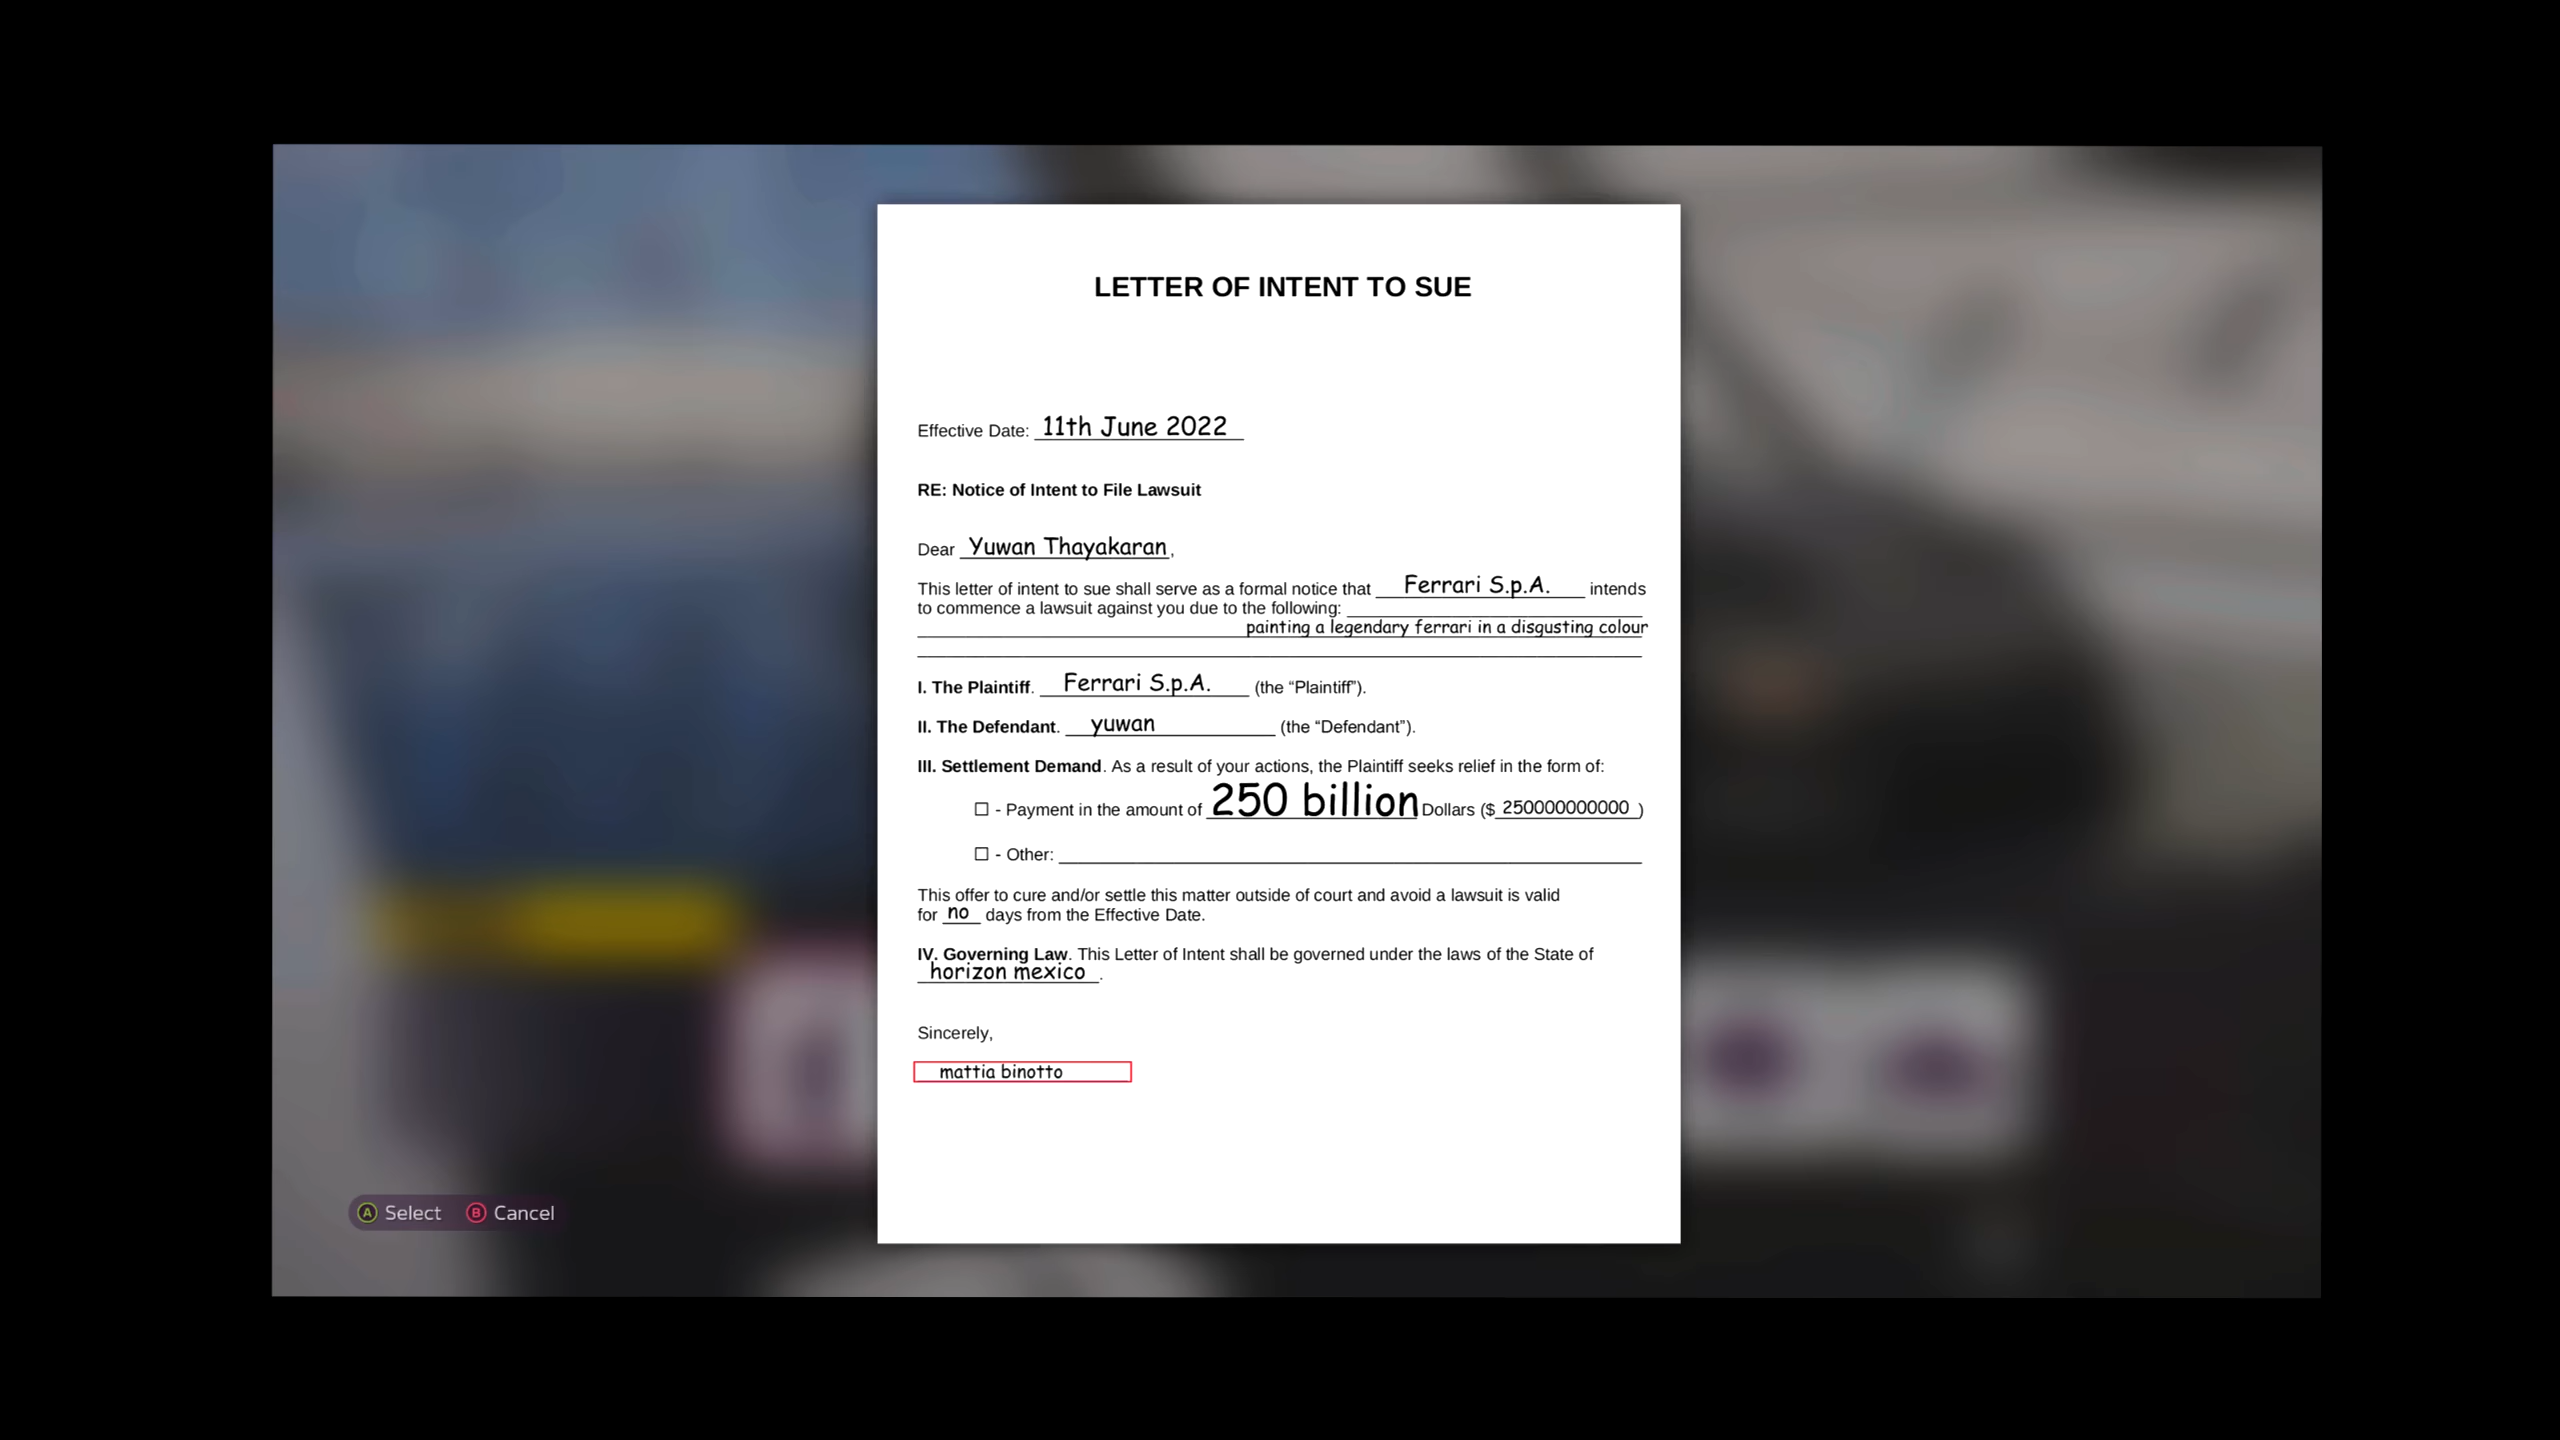 LETTER OF INTENT TO SUE
Effective Date: 11th June 2022
RE: Notice of Intent to File Lawsuit
Dear Yuwan Thayakaran,
This letter of intent to sue shall serve as a formal notice that Ferrari S.p.A. intends
to commence a lawsuit against you due to the following:
painting a legendary ferrari in a disgusting colour
I. The Plaintiff. Ferrari S.p.A. (the “Plaintiff”).
II. The Defendant. yuwan (the “Defendant”).
III. Settlement Demand. As a result of your actions, the Plaintiff seeks relief in the form of:
☐ - Payment in the amount of 250 billion Dollars ($ 250000000000 )
☐ - Other:
This offer to cure and/or settle this matter outside of court and avoid a lawsuit is valid
for no days from the Effective Date.
IV. Governing Law. This Letter of Intent shall be governed under the laws of the State of
horizon mexico.
Sincerely,
mattia binotto
A Select B Cancel